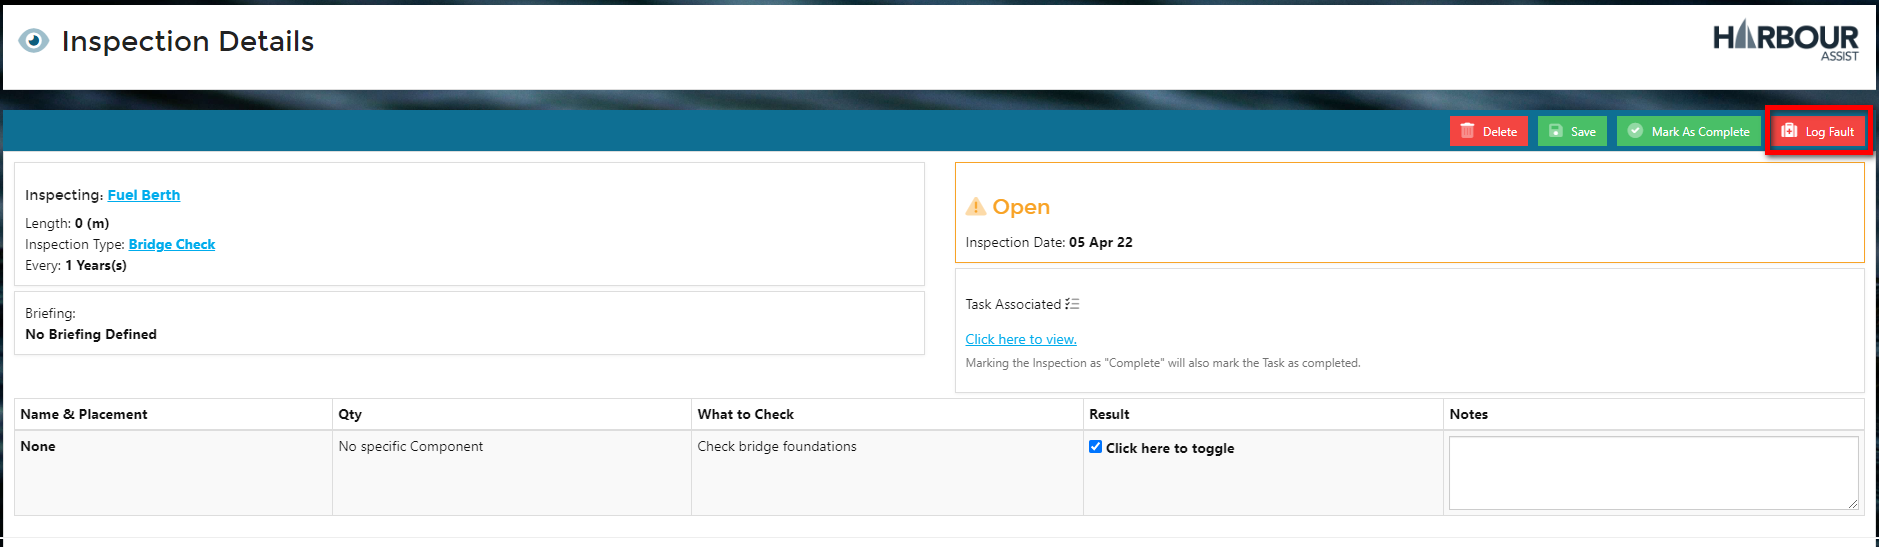 Inspection Details
HARBOUR
ASSIST
Delete
Save
Mark As Complete
Log Fault
Inspecting: Fuel Berth
Length: 0 (m)
Inspection Type: Bridge Check
Every: 1 Years(s)
Briefing:
No Briefing Defined
Open
Inspection Date: 05 Apr 22
Task Associated
Click here to view.
Marking the Inspection as "Complete" will also mark the Task as completed.
Name & Placement Qty What to Check Result Notes
None No specific Component Check bridge foundations Click here to toggle